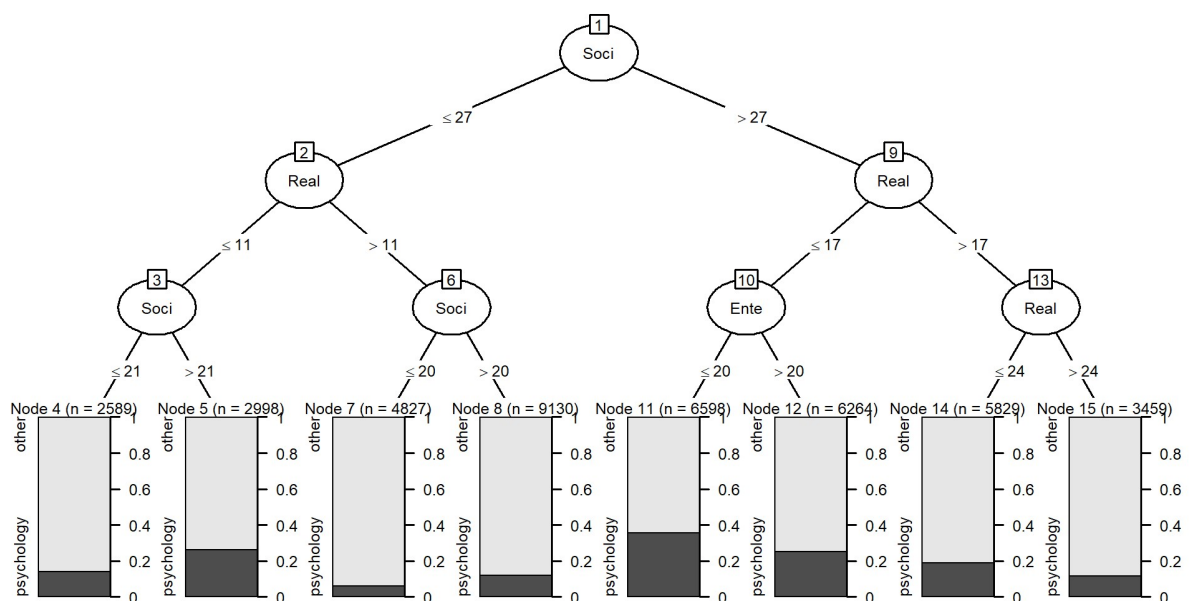 1
Soci
≤ 27
> 27
2
Real
9
Real
≤ 11
> 11
≤ 17
> 17
3
Soci
6
Soci
10
Ente
13
Real
≤ 21
> 21
≤ 20
> 20
≤ 20
> 20
≤ 24
> 24
Node 4 (n = 2589)
psychology
other
0
0.2
0.4
0.6
0.8
1
Node 5 (n = 2998)
psychology
other
0
0.2
0.4
0.6
0.8
1
Node 7 (n = 4827)
psychology
other
0
0.2
0.4
0.6
0.8
1
Node 8 (n = 9130)
psychology
other
0
0.2
0.4
0.6
0.8
1
Node 11 (n = 6598)
psychology
other
0
0.2
0.4
0.6
0.8
1
Node 12 (n = 6264)
psychology
other
0
0.2
0.4
0.6
0.8
1
Node 14 (n = 5829)
psychology
other
0
0.2
0.4
0.6
0.8
1
Node 15 (n = 3459)
psychology
other
0
0.2
0.4
0.6
0.8
1